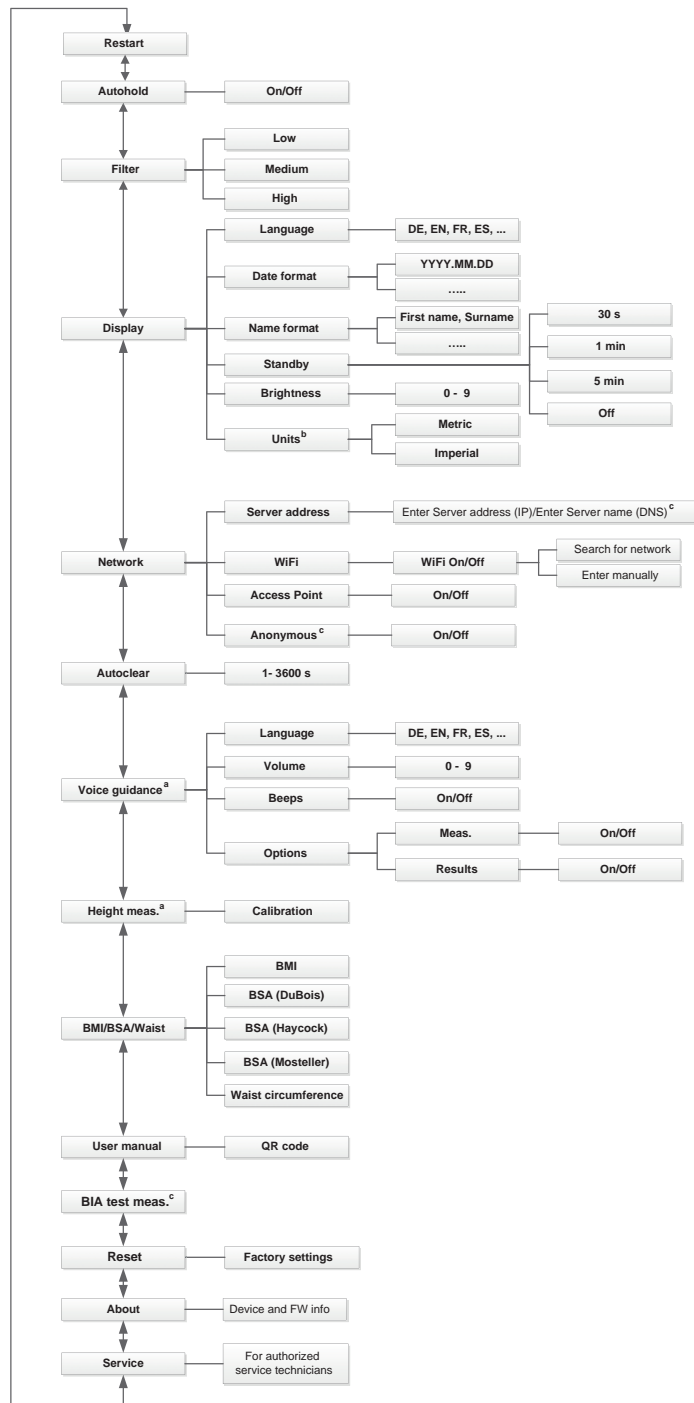 Restart
Autohold
On/Off
Filter
Low
Medium
High
Display
Language
DE, EN, FR, ES, ...
Date format
YYYY.MM.DD
.....
Name format
First name, Surname
.....
Standby
30 s
1 min
5 min
Off
Brightness
0 - 9
Units b
Metric
Imperial
Network
Server address
Enter Server address (IP)/Enter Server name (DNS) c
WiFi
WiFi On/Off
Search for network
Enter manually
Access Point
On/Off
Anonymous c
On/Off
Autoclear
1- 3600 s
Voice guidance a
Language
DE, EN, FR, ES, ...
Volume
0 - 9
Beeps
On/Off
Options
Meas.
On/Off
Results
On/Off
Height meas. a
Calibration
BMI/BSA/Waist
BMI
BSA (DuBois)
BSA (Haycock)
BSA (Mosteller)
Waist circumference
User manual
QR code
BIA test meas. c
Reset
Factory settings
About
Device and FW info
Service
For authorized
service technicians